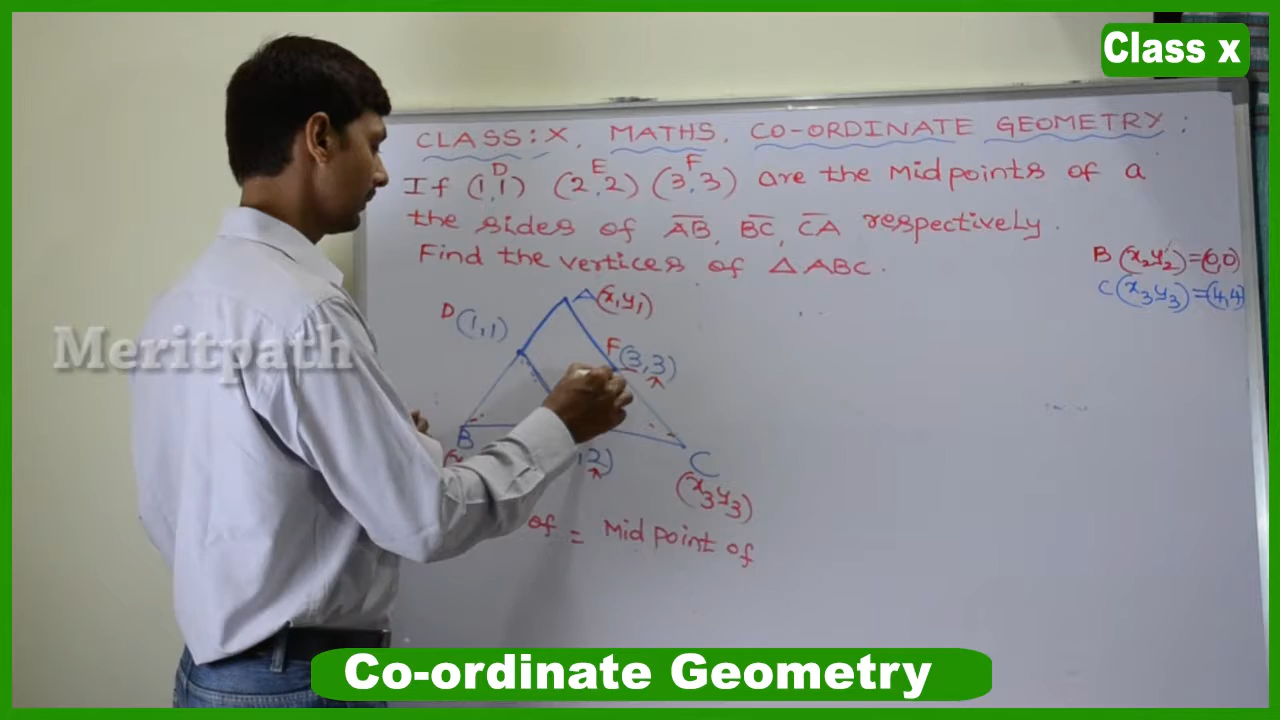 Class x
CLASS: X, MATHS, CO-ORDINATE GEOMETRY:
D E F
If (1,1) (2,2) (3,3) are the Midpoints of a
the sides of AB, BC, CA respectively.
Find the vertices of △ABC.
B (x₂y₂)=(0,0)
C (x₃y₃)=(4,4)
A (x₁y₁)
D (1,1)
F (3,3)
Meritpath
B
,2)
C
(x₃y₃)
of = Mid point of
Co-ordinate Geometry